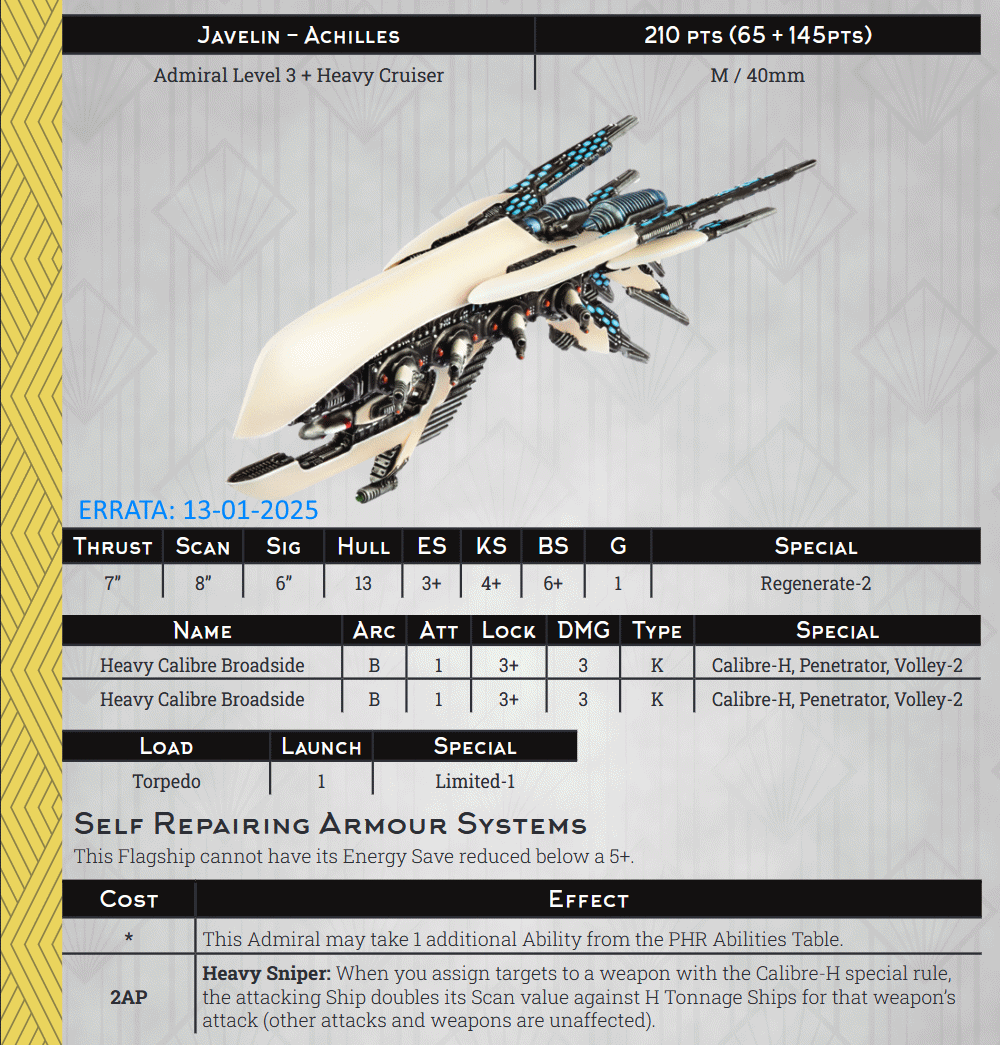 Javelin – Achilles 210 pts (65 + 145pts)
Admiral Level 3 + Heavy Cruiser M / 40mm
ERRATA: 13-01-2025
Thrust Scan Sig Hull ES KS BS G Special
7” 8” 6” 13 3+ 4+ 6+ 1 Regenerate-2
Name Arc Att Lock DMG Type Special
Heavy Calibre Broadside B 1 3+ 3 K Calibre-H, Penetrator, Volley-2
Heavy Calibre Broadside B 1 3+ 3 K Calibre-H, Penetrator, Volley-2
Load Launch Special
Torpedo 1 Limited-1
Self Repairing Armour Systems
This Flagship cannot have its Energy Save reduced below a 5+.
Cost Effect
* This Admiral may take 1 additional Ability from the PHR Abilities Table.
Heavy Sniper: When you assign targets to a weapon with the Calibre-H special rule,
2AP the attacking Ship doubles its Scan value against H Tonnage Ships for that weapon’s
attack (other attacks and weapons are unaffected).